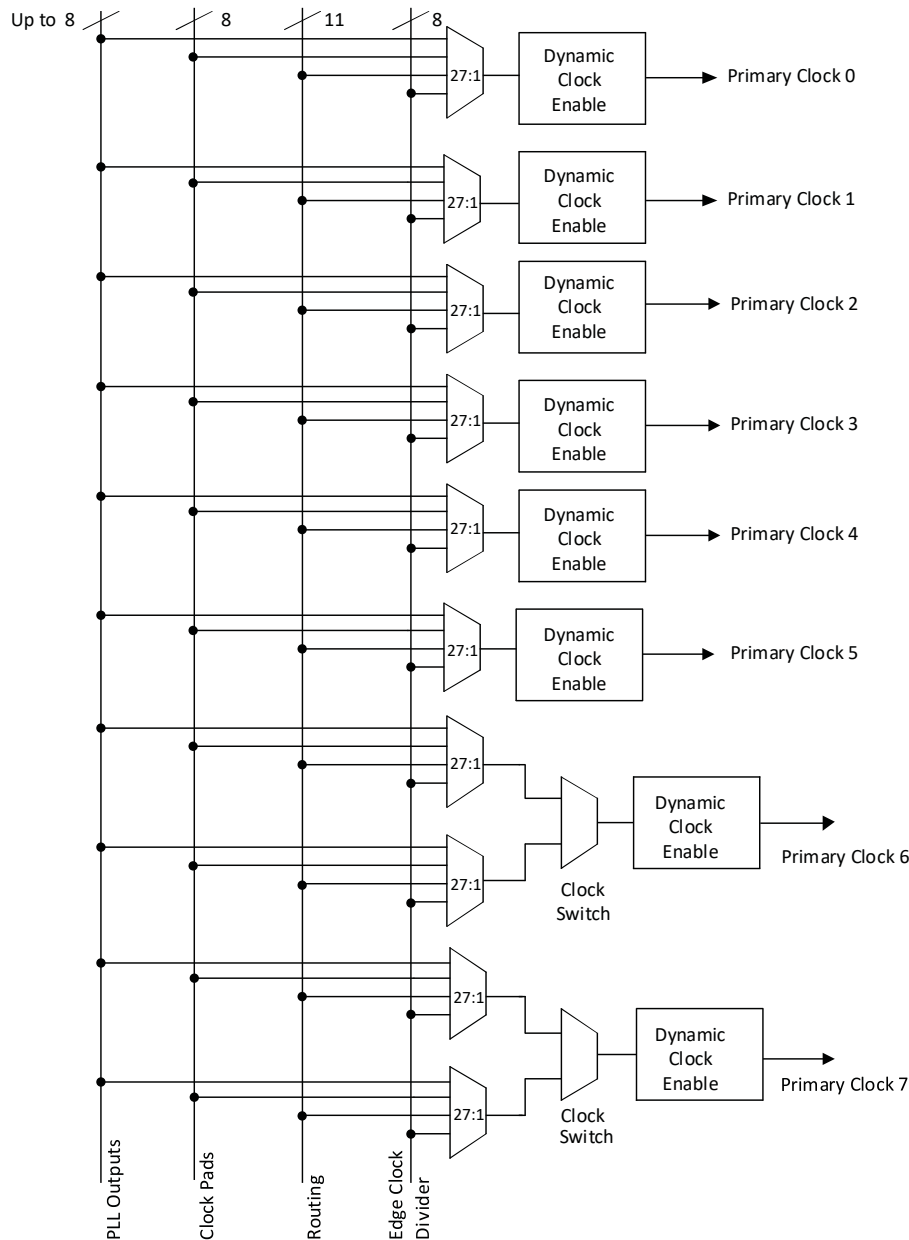 Up to 8
8
11
8
27:1
Dynamic
Clock
Enable
Primary Clock 0
27:1
Dynamic
Clock
Enable
Primary Clock 1
27:1
Dynamic
Clock
Enable
Primary Clock 2
27:1
Dynamic
Clock
Enable
Primary Clock 3
27:1
Dynamic
Clock
Enable
Primary Clock 4
27:1
Dynamic
Clock
Enable
Primary Clock 5
27:1
27:1
Clock
Switch
Dynamic
Clock
Enable
Primary Clock 6
27:1
27:1
Clock
Switch
Dynamic
Clock
Enable
Primary Clock 7
PLL Outputs
Clock Pads
Routing
Edge Clock
Divider